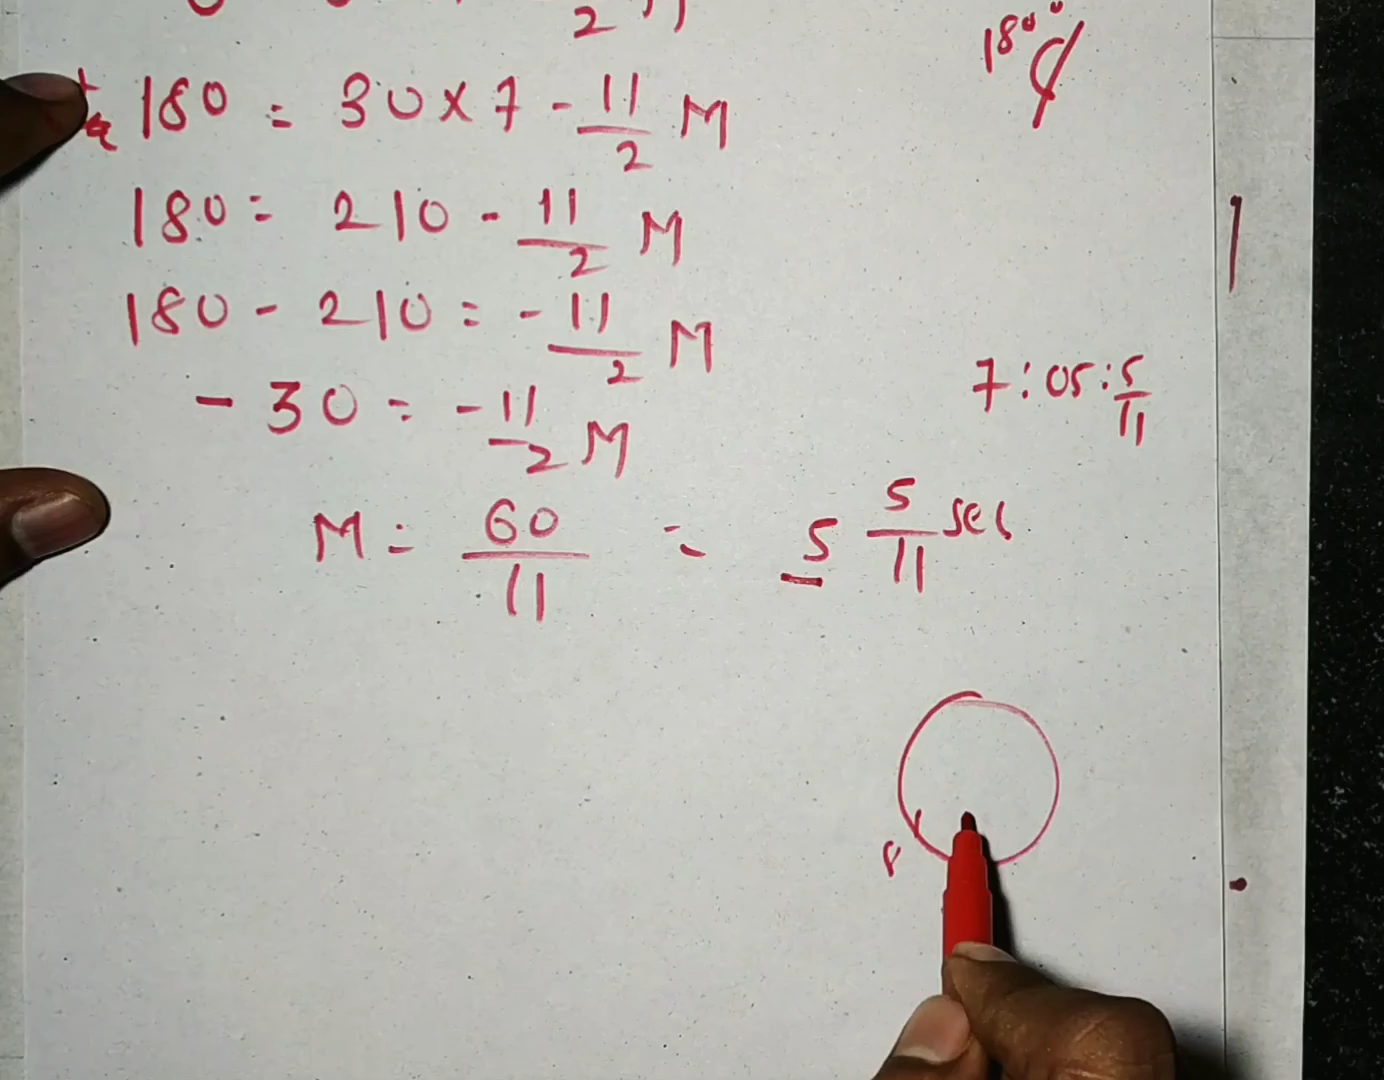 180°
180 = 30 x 7 - 11/2 M
180 = 210 - 11/2 M
180 - 210 = - 11/2 M
- 30 = - 11/2 M
7:05:5/11
M = 60/11 = 5 5/11 sec
8